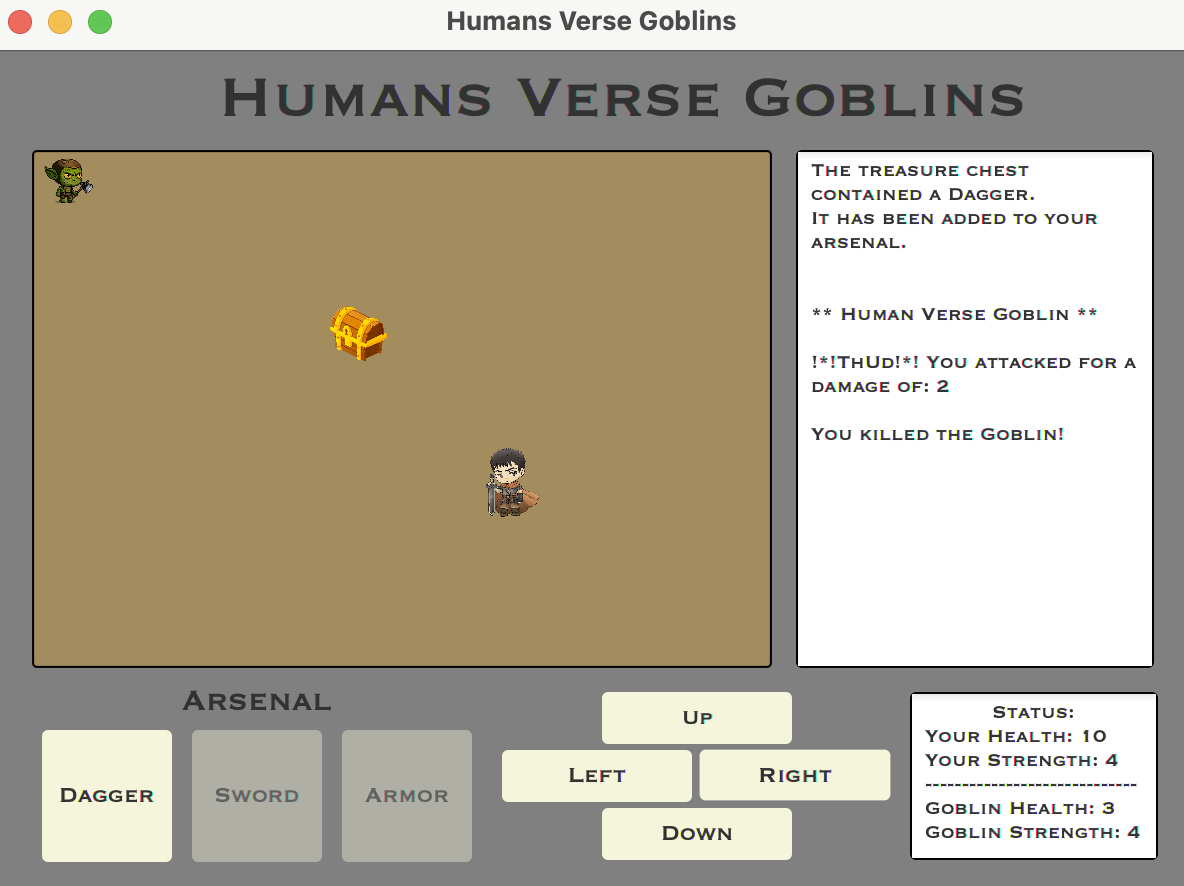 Humans Verse Goblins
Humans Verse Goblins
The treasure chest
contained a Dagger.
It has been added to your
arsenal.
** Human Verse Goblin **
!*!ThUd!*! You attacked for a
damage of: 2
You killed the Goblin!
Arsenal
Dagger
Sword
Armor
Up
Left
Right
Down
Status:
Your Health: 10
Your Strength: 4
-----------------------------
Goblin Health: 3
Goblin Strength: 4